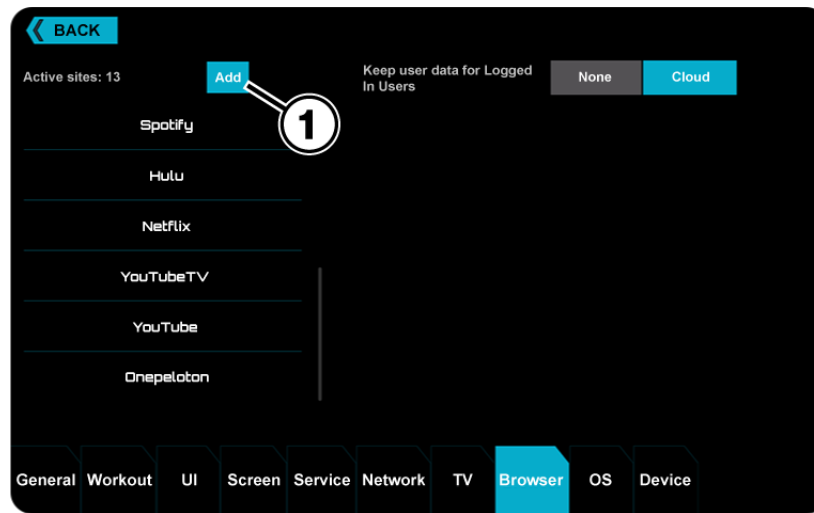 BACK
Active sites: 13
Add
Keep user data for Logged
In Users
None
Cloud
1
Spotify
Hulu
Netflix
YouTubeTV
YouTube
Onepeloton
General Workout UI Screen Service Network TV Browser OS Device